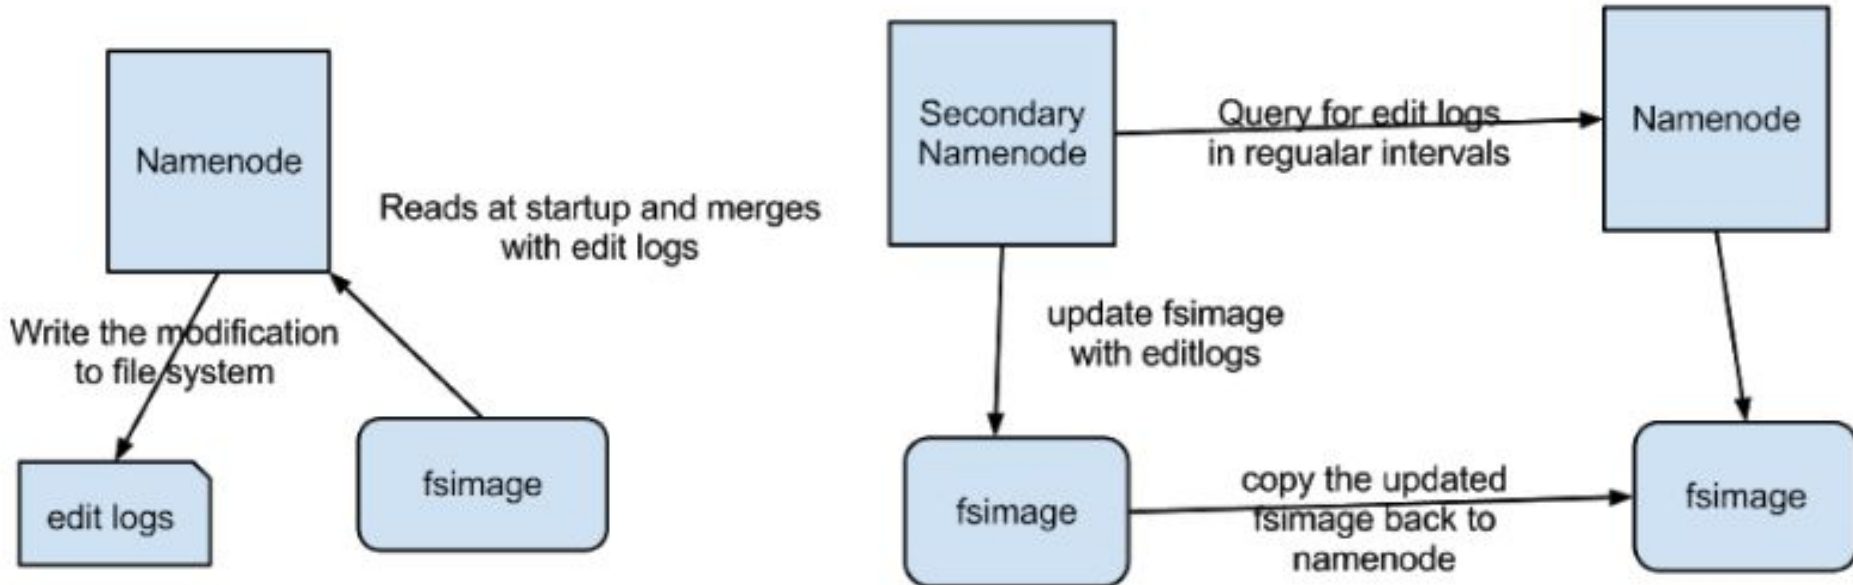 Namenode
Reads at startup and merges
with edit logs
Write the modification
to file system
edit logs
fsimage
Secondary
Namenode
Query for edit logs
in regualar intervals
Namenode
update fsimage
with editlogs
fsimage
copy the updated
fsimage back to
namenode
fsimage